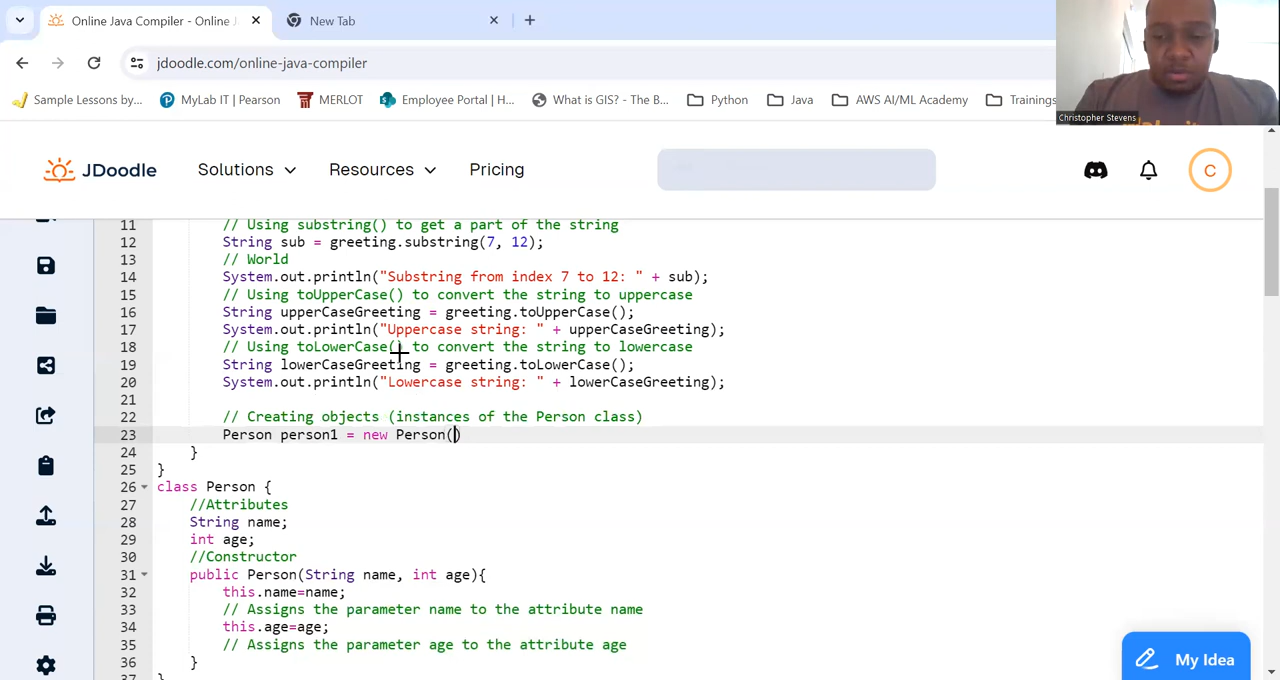 Online Java Compiler - Online J
New Tab
jdoodle.com/online-java-compiler
Sample Lessons by...
MyLab IT | Pearson
MERLOT
Employee Portal | H...
What is GIS? - The B...
Python
Java
AWS AI/ML Academy
Trainings
Christopher Stevens
JDoodle
Solutions
Resources
Pricing
C
11 // Using substring() to get a part of the string
12 String sub = greeting.substring(7, 12);
13 // World
14 System.out.println("Substring from index 7 to 12: " + sub);
15 // Using toUpperCase() to convert the string to uppercase
16 String upperCaseGreeting = greeting.toUpperCase();
17 System.out.println("Uppercase string: " + upperCaseGreeting);
18 // Using toLowerCase() to convert the string to lowercase
19 String lowerCaseGreeting = greeting.toLowerCase();
20 System.out.println("Lowercase string: " + lowerCaseGreeting);
21
22 // Creating objects (instances of the Person class)
23 Person person1 = new Person()
24 }
25 }
26 class Person {
27 //Attributes
28 String name;
29 int age;
30 //Constructor
31 public Person(String name, int age){
32 this.name=name;
33 // Assigns the parameter name to the attribute name
34 this.age=age;
35 // Assigns the parameter age to the attribute age
36 }
37 }
My Idea